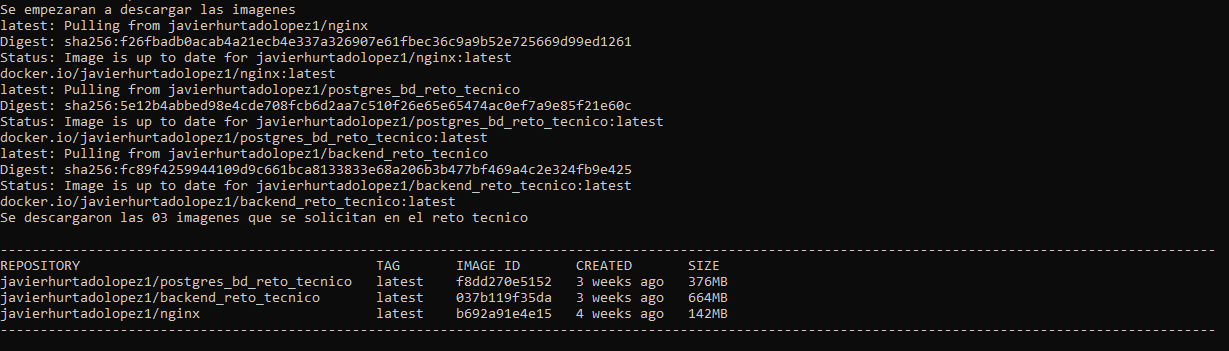 Se empezaran a descargar las imagenes
latest: Pulling from javierhurtadolopez1/nginx
Digest: sha256:f26fbadb0acab4a21ecb4e337a326907e61fbec36c9a9b52e725669d99ed1261
Status: Image is up to date for javierhurtadolopez1/nginx:latest
docker.io/javierhurtadolopez1/nginx:latest
latest: Pulling from javierhurtadolopez1/postgres_bd_reto_tecnico
Digest: sha256:5e12b4abbed98e4cde708fcb6d2aa7c510f26e65e65474ac0ef7a9e85f21e60c
Status: Image is up to date for javierhurtadolopez1/postgres_bd_reto_tecnico:latest
docker.io/javierhurtadolopez1/postgres_bd_reto_tecnico:latest
latest: Pulling from javierhurtadolopez1/backend_reto_tecnico
Digest: sha256:fc89f4259944109d9c661bca8133833e68a206b3b477bf469a4c2e324fb9e425
Status: Image is up to date for javierhurtadolopez1/backend_reto_tecnico:latest
docker.io/javierhurtadolopez1/backend_reto_tecnico:latest
Se descargaron las 03 imagenes que se solicitan en el reto tecnico
--------------------------------------------------------------------------------------------------------------------------------------------------------
REPOSITORY TAG IMAGE ID CREATED SIZE
javierhurtadolopez1/postgres_bd_reto_tecnico latest f8dd270e5152 3 weeks ago 376MB
javierhurtadolopez1/backend_reto_tecnico latest 037b119f35da 3 weeks ago 664MB
javierhurtadolopez1/nginx latest b692a91e4e15 4 weeks ago 142MB
--------------------------------------------------------------------------------------------------------------------------------------------------------